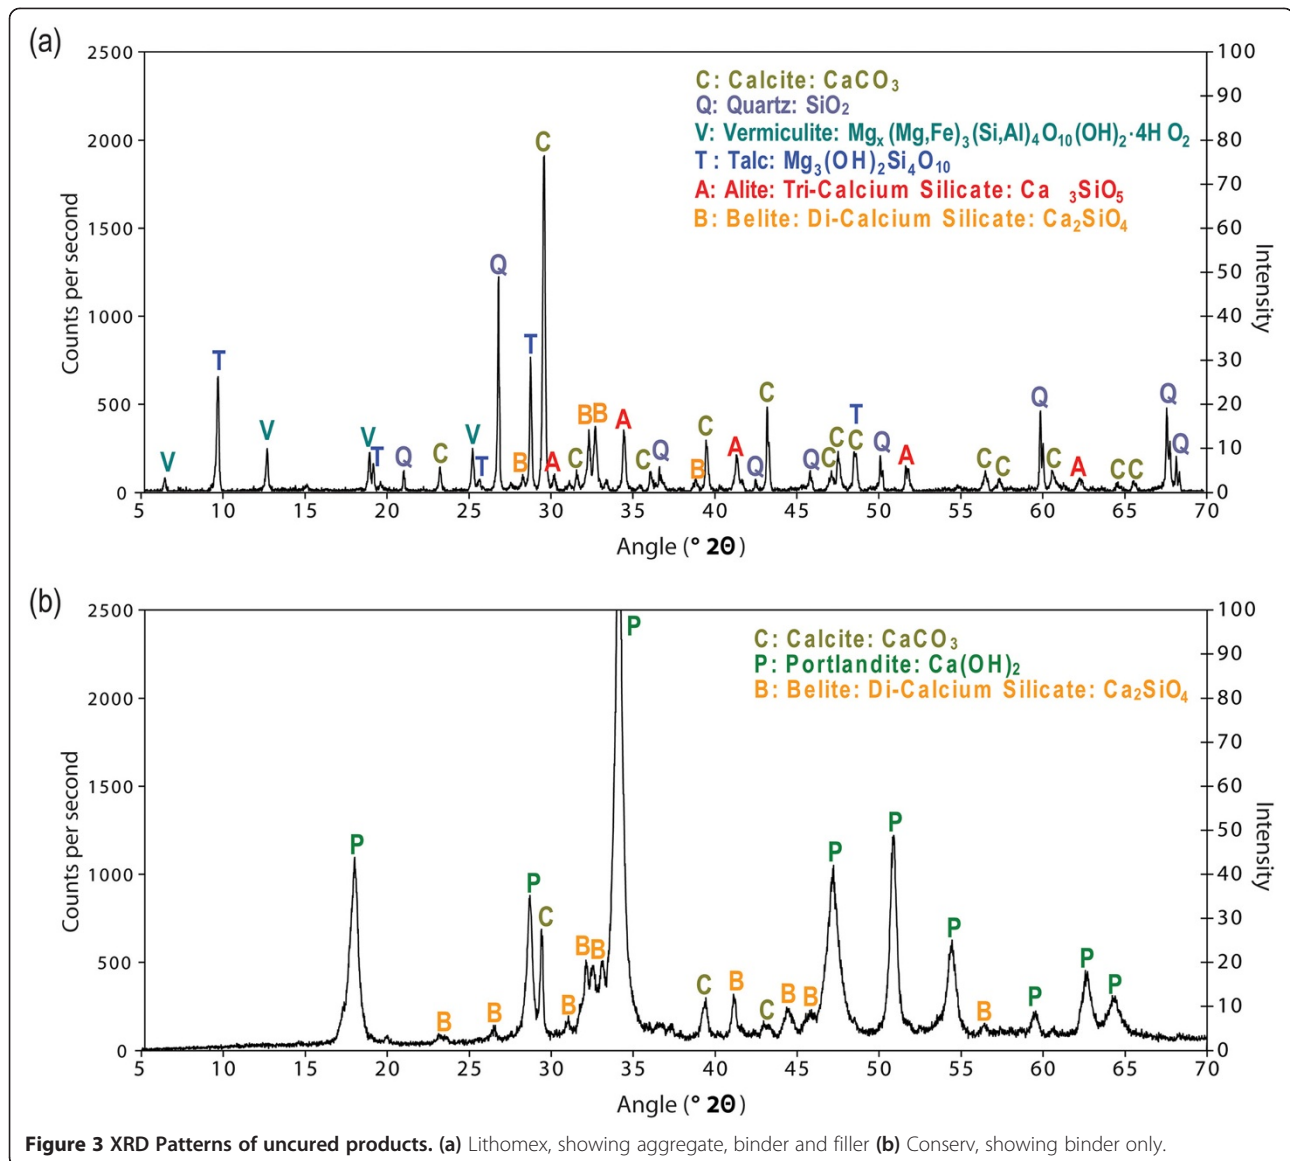 (a)
2500
2000
1500
1000
500
0
Counts per second
100
90
80
70
60
50
40
30
20
10
0
Intensity
C: Calcite: CaCO3
Q: Quartz: SiO2
V: Vermiculite: Mgx(Mg,Fe)3(Si,Al)4O10(OH)2·4H O2
T: Talc: Mg3(OH)2Si4O10
A: Alite: Tri-Calcium Silicate: Ca 3SiO5
B: Belite: Di-Calcium Silicate: Ca2SiO4
V T V V T Q C V T Q B T C A C B B A C Q B C A Q C Q C C C T Q A C C Q C A C C Q Q
5 10 15 20 25 30 35 40 45 50 55 60 65 70
Angle (° 2Θ)
(b)
2500
2000
1500
1000
500
0
Counts per second
100
90
80
70
60
50
40
30
20
10
0
Intensity
C: Calcite: CaCO3
P: Portlandite: Ca(OH)2
B: Belite: Di-Calcium Silicate: Ca2SiO4
P B B P C B B B P C B C B B P P P B P P P
5 10 15 20 25 30 35 40 45 50 55 60 65 70
Angle (° 2Θ)
Figure 3 XRD Patterns of uncured products. (a) Lithomex, showing aggregate, binder and filler (b) Conserv, showing binder only.